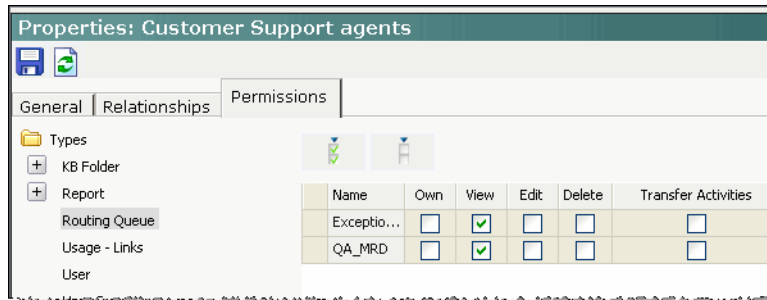 Properties: Customer Support agents
General Relationships Permissions
Types
KB Folder
Report
Routing Queue
Usage - Links
User
Name Own View Edit Delete Transfer Activities
Exceptio...
QA_MRD